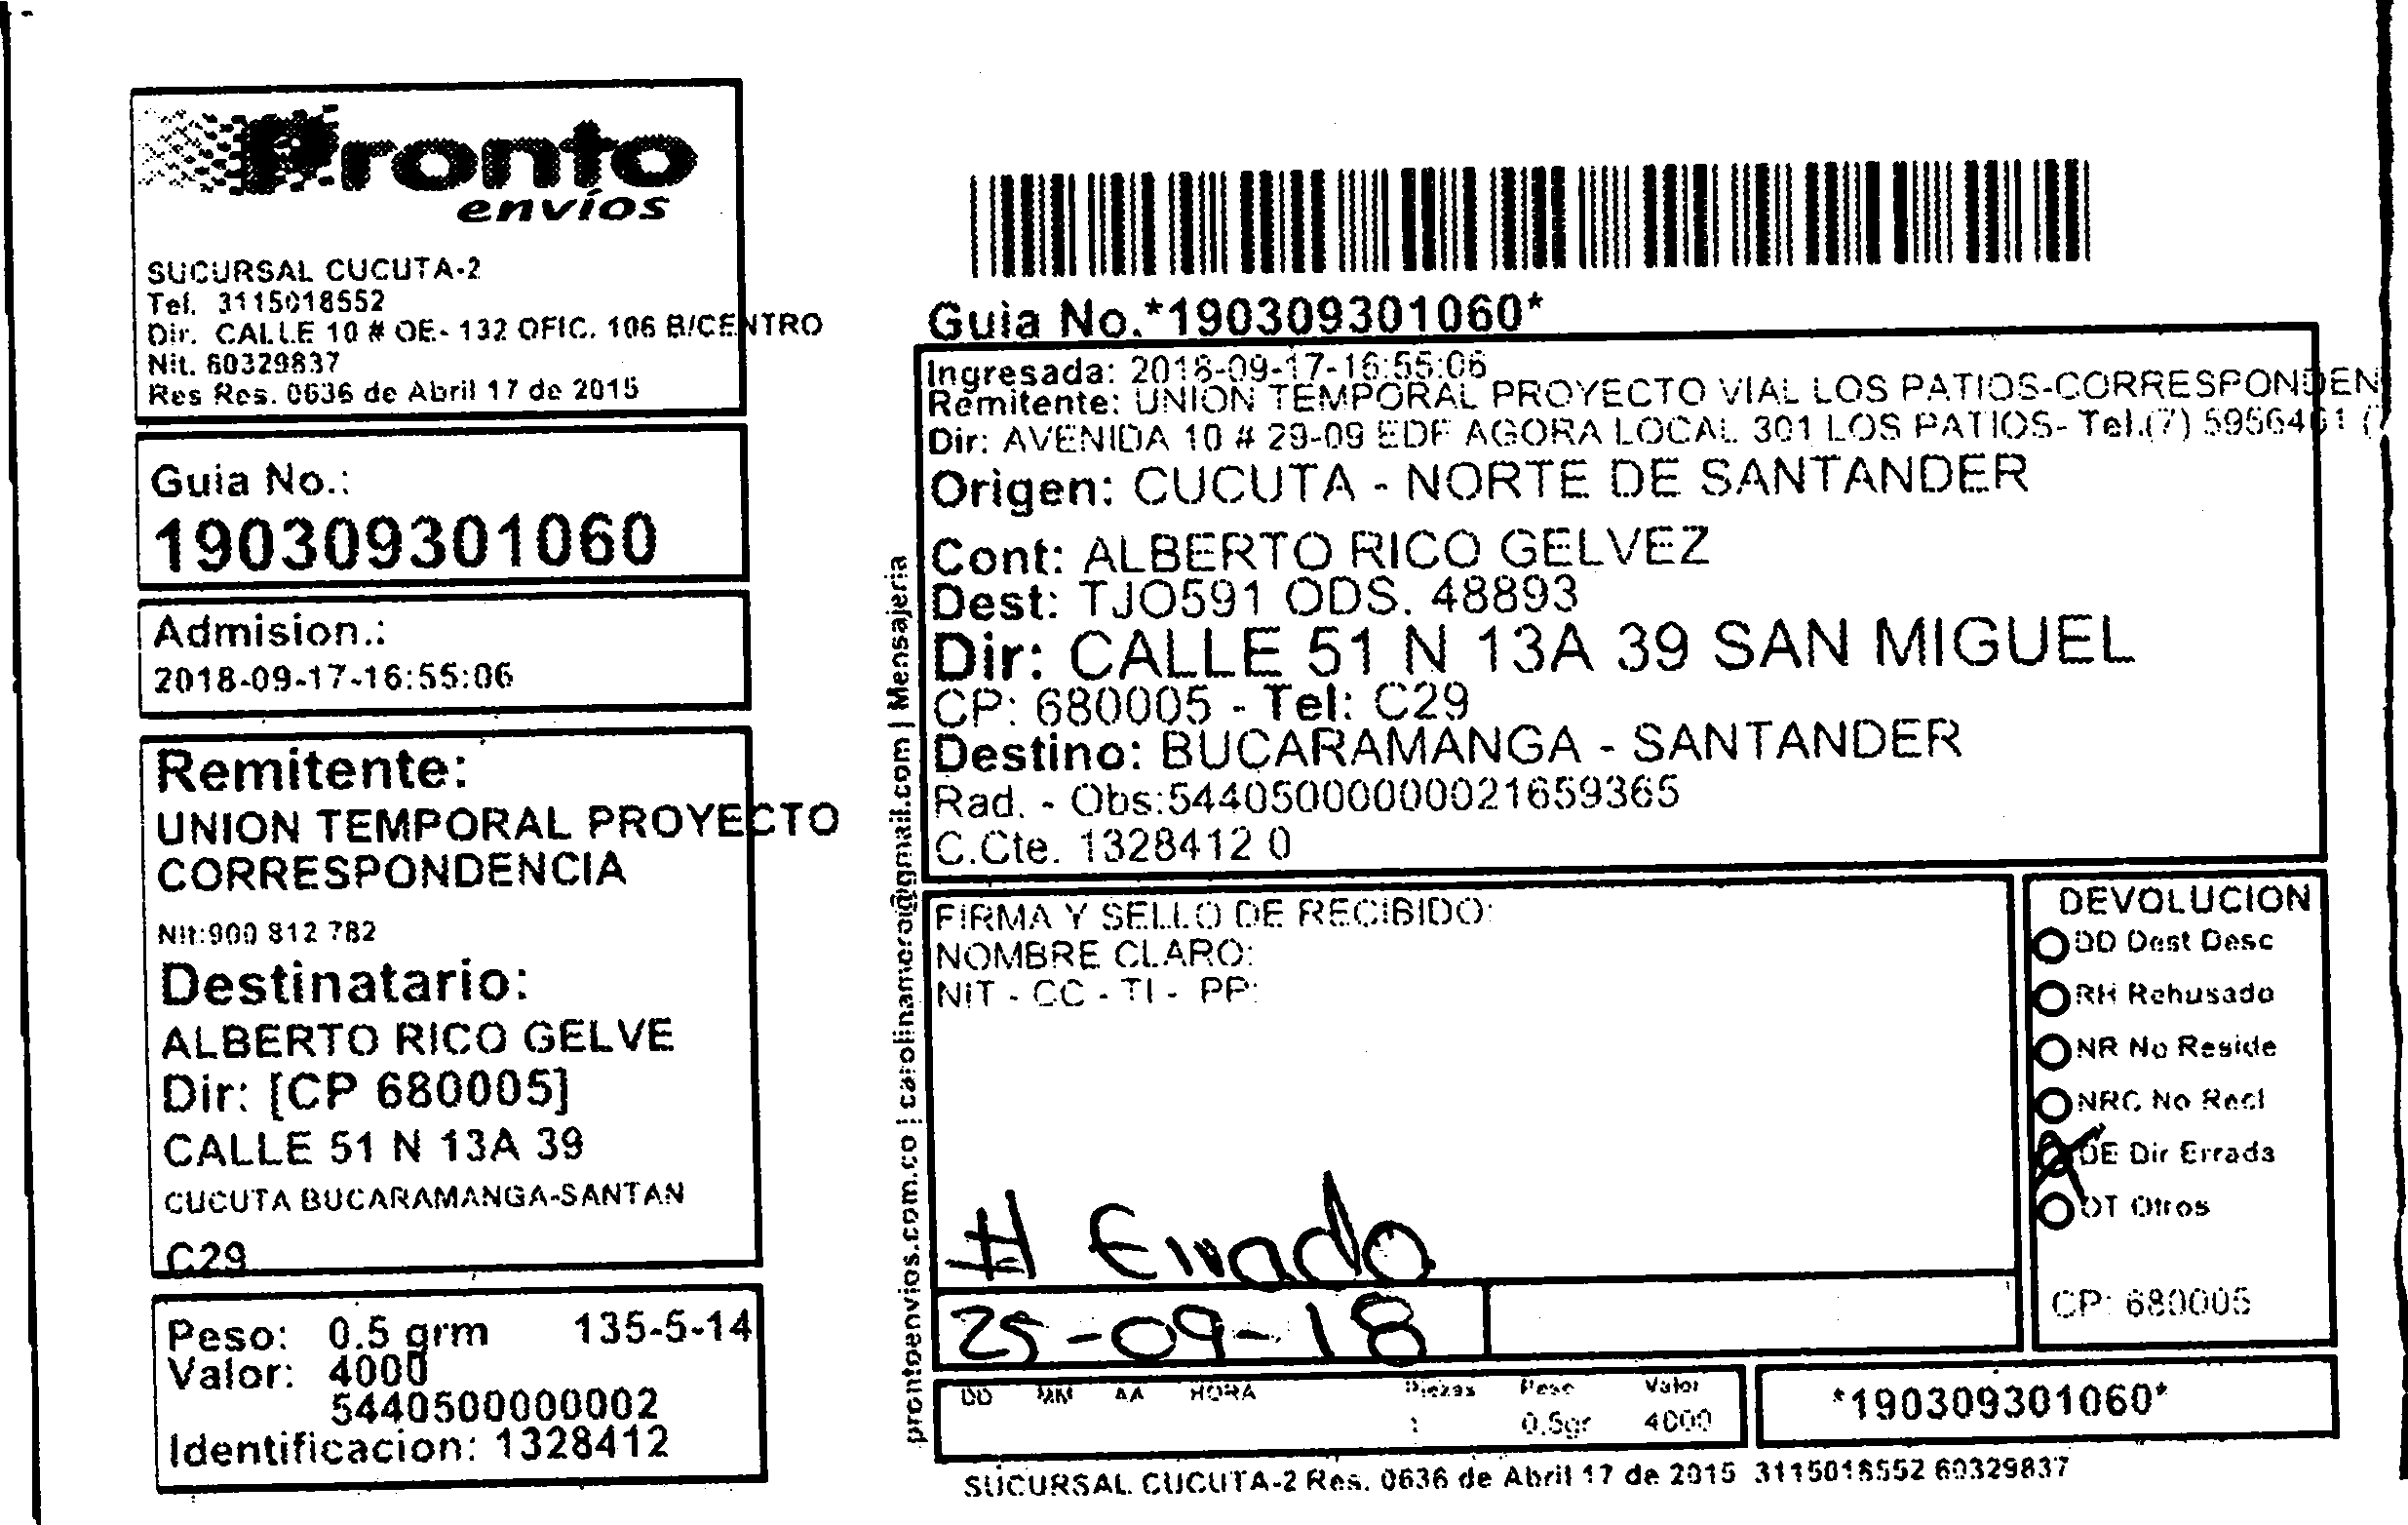 Pronto
envíos
SUCURSAL CUCUTA-2
Tel. 3115018552
Dir. CALLE 10 # OE- 132 OFIC. 106 B/CENTRO
Nit. 60329837
Res Res. 0636 de Abril 17 de 2015
Guia No.:
190309301060
Admision.:
2018-09-17-16:55:06
Remitente:
UNION TEMPORAL PROYECTO
CORRESPONDENCIA
Nit:900 812 782
Destinatario:
ALBERTO RICO GELVE
Dir: [CP 680005]
CALLE 51 N 13A 39
CUCUTA BUCARAMANGA-SANTAN
C29
Peso: 0.5 grm 135-5-14
Valor: 4000
5440500000002
Identificacion: 1328412
prontoenvios.com.co | carolinamoroi@gmail.com | Mensajeria
Guia No.*190309301060*
Ingresada: 2018-09-17-16:55:06
Remitente: UNION TEMPORAL PROYECTO VIAL LOS PATIOS-CORRESPONDEN
Dir: AVENIDA 10 # 29-09 EDF AGORA LOCAL 301 LOS PATIOS- Tel.(7) 5956461 (7
Origen: CUCUTA - NORTE DE SANTANDER
Cont: ALBERTO RICO GELVEZ
Dest: TJO591 ODS. 48893
Dir: CALLE 51 N 13A 39 SAN MIGUEL
CP: 680005 - Tel: C29
Destino: BUCARAMANGA - SANTANDER
Rad. - Obs:544050000000021659365
C.Cte. 1328412 0
FIRMA Y SELLO DE RECIBIDO:
NOMBRE CLARO:
NIT - CC - TI - PP:
# Errado
25-09-18
DD MM AA HORA Piezas Peso Valor
1 0.5gr 4000
DEVOLUCION
DD Dest Desc
RH Rehusado
NR No Reside
NRC No Recl
DE Dir Errada
OT Otros
CP: 680005
*190309301060*
SUCURSAL CUCUTA-2 Res. 0636 de Abril 17 de 2015 3115018552 60329837